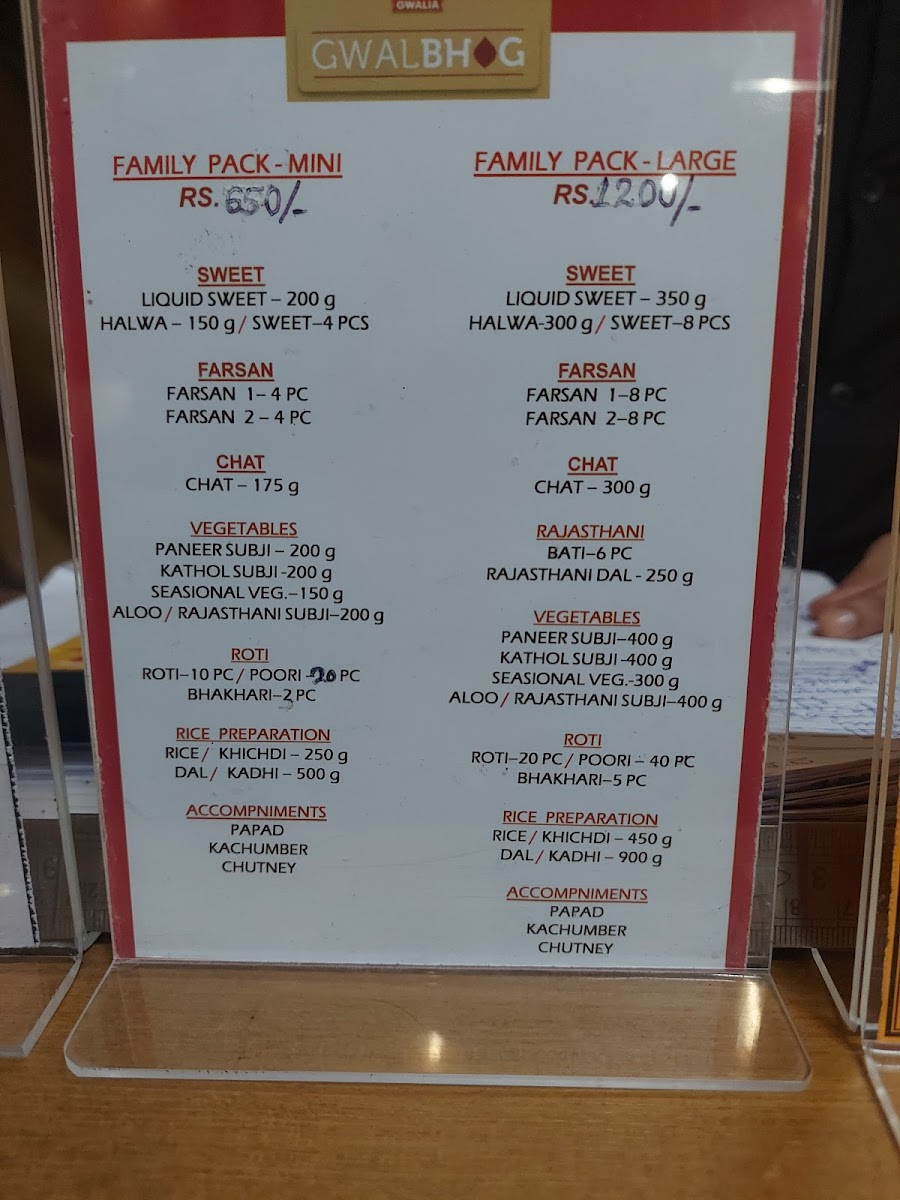 GWALIA
GWALBHOG
FAMILY PACK - MINI
RS. 650/-
SWEET
LIQUID SWEET – 200 g
HALWA – 150 g / SWEET–4 PCS
FARSAN
FARSAN 1– 4 PC
FARSAN 2 – 4 PC
CHAT
CHAT – 175 g
VEGETABLES
PANEER SUBJI – 200 g
KATHOL SUBJI -200 g
SEASIONAL VEG.–150 g
ALOO / RAJASTHANI SUBJI–200 g
ROTI
ROTI–10 PC / POORI -20 PC
BHAKHARI–3 PC
RICE PREPARATION
RICE / KHICHDI – 250 g
DAL / KADHI – 500 g
ACCOMPNIMENTS
PAPAD
KACHUMBER
CHUTNEY
FAMILY PACK - LARGE
RS. 1200/-
SWEET
LIQUID SWEET – 350 g
HALWA-300 g / SWEET–8 PCS
FARSAN
FARSAN 1–8 PC
FARSAN 2–8 PC
CHAT
CHAT – 300 g
RAJASTHANI
BATI–6 PC
RAJASTHANI DAL - 250 g
VEGETABLES
PANEER SUBJI–400 g
KATHOL SUBJI -400 g
SEASIONAL VEG.-300 g
ALOO / RAJASTHANI SUBJI–400 g
ROTI
ROTI–20 PC / POORI – 40 PC
BHAKHARI–5 PC
RICE PREPARATION
RICE / KHICHDI – 450 g
DAL / KADHI – 900 g
ACCOMPNIMENTS
PAPAD
KACHUMBER
CHUTNEY